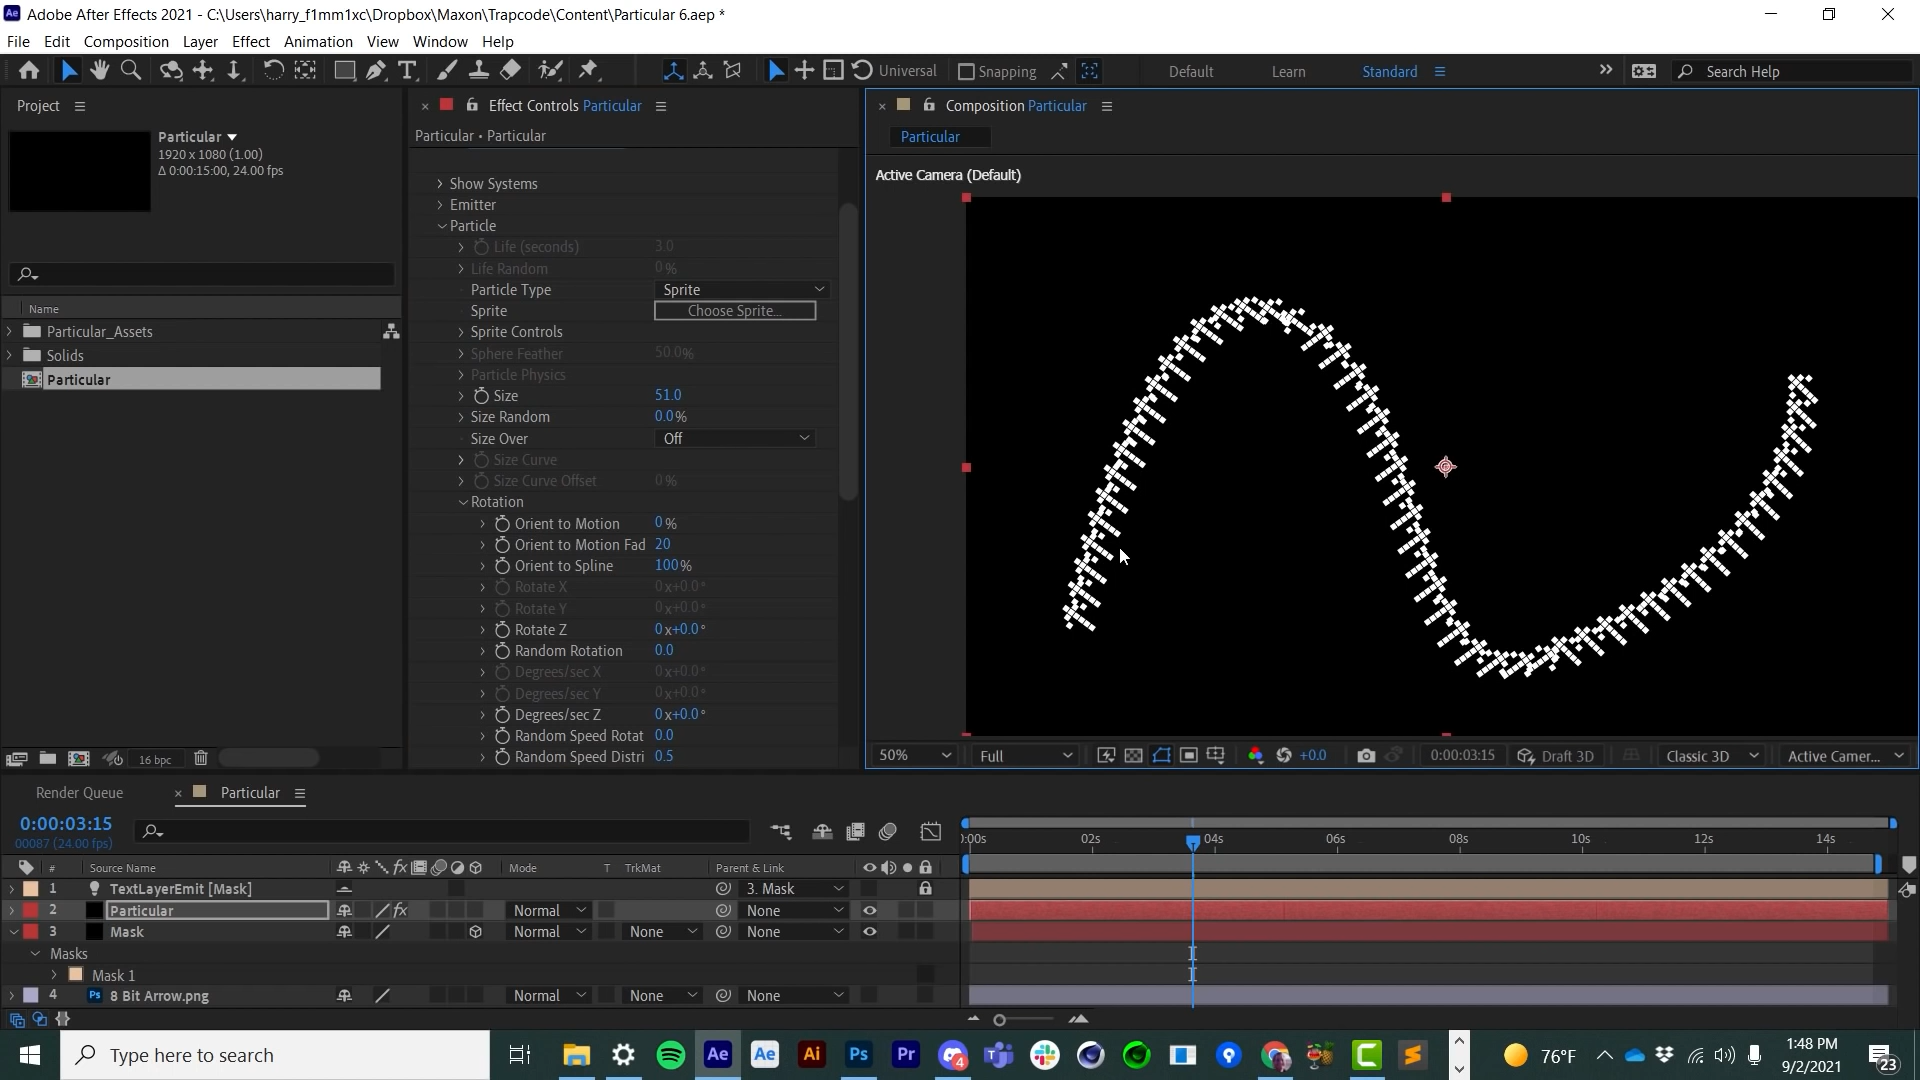 Adobe After Effects 2021 - C:\Users\harry_f1mm1xc\Dropbox\Maxon\Trapcode\Content\Particular 6.aep *
File Edit Composition Layer Effect Animation View Window Help
Universal Snapping Default Learn Standard Search Help
Project
Effect Controls Particular
Composition Particular
Particular
1920 x 1080 (1.00)
Δ 0:00:15:00, 24.00 fps
Particular • Particular
Particular
Active Camera (Default)
Show Systems
Emitter
Particle
Life (seconds) 3.0
Life Random 0%
Particle Type Sprite
Sprite Choose Sprite...
Sprite Controls
Sphere Feather 50.0%
Particle Physics
Size 51.0
Size Random 0.0%
Size Over Off
Size Curve
Size Curve Offset 0%
Rotation
Orient to Motion 0%
Orient to Motion Fad 20
Orient to Spline 100%
Rotate X 0x+0.0°
Rotate Y 0x+0.0°
Rotate Z 0x+0.0°
Random Rotation 0.0
Degrees/sec X 0x+0.0°
Degrees/sec Y 0x+0.0°
Degrees/sec Z 0x+0.0°
Random Speed Rotat 0.0
Random Speed Distri 0.5
Name
Particular_Assets
Solids
Particular
16 bpc
50% Full +0.0 0:00:03:15 Draft 3D Classic 3D Active Camer...
Render Queue Particular
0:00:03:15
00087 (24.00 fps)
:00s 02s 04s 06s 08s 10s 12s 14s
# Source Name fx Mode T TrkMat Parent & Link
1 TextLayerEmit [Mask] 3. Mask
2 Particular fx Normal None
3 Mask Normal None None
Masks
Mask 1
4 Ps 8 Bit Arrow.png Normal None None
Type here to search
Ae Ae Ai Ps Pr 4
76°F
1:48 PM
9/2/2021
23